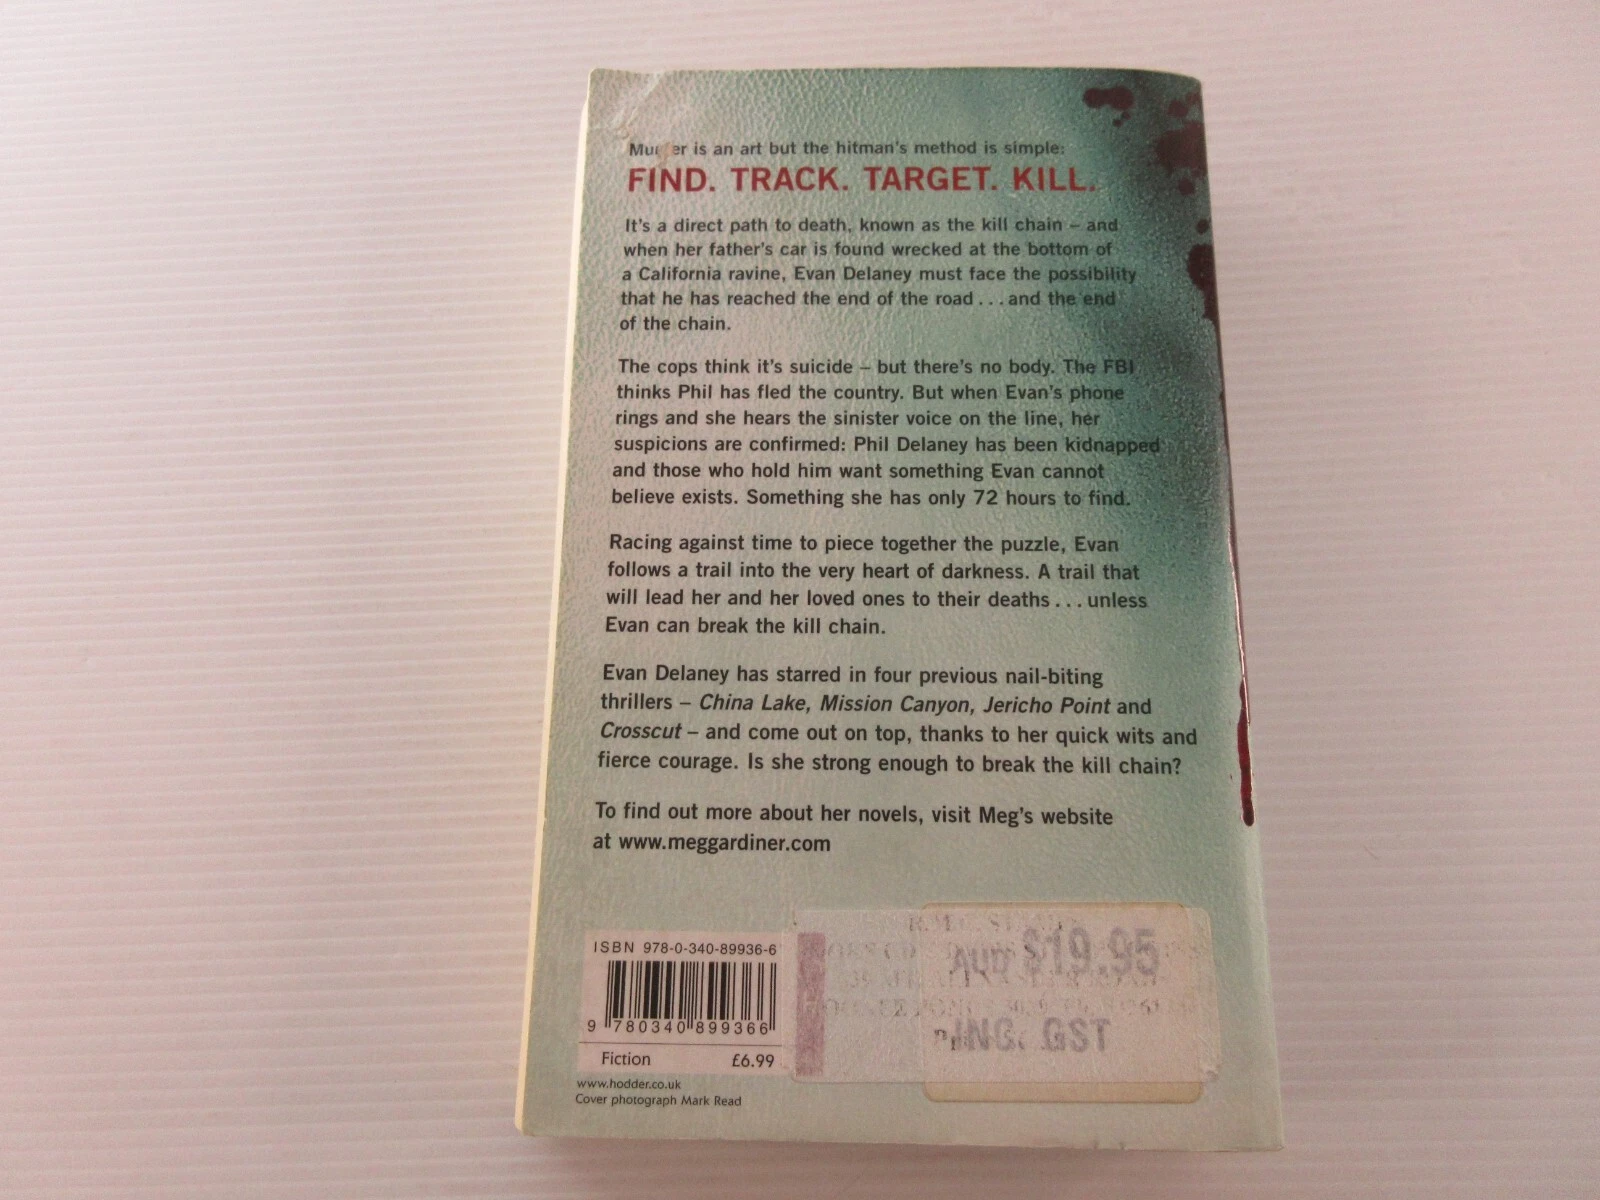 is an art but the hitman's method is simple:
FIND. TRACK. TARGET. KILL.
It's a direct path to death, known as the kill chain – and
when her father's car is found wrecked at the bottom of
a California ravine, Evan Delaney must face the possibility
that he has reached the end of the road . . . and the end
of the chain.
The cops think it's suicide – but there's no body. The FBI
thinks Phil has fled the country. But when Evan's phone
rings and she hears the sinister voice on the line, her
suspicions are confirmed: Phil Delaney has been kidnapped
and those who hold him want something Evan cannot
believe exists. Something she has only 72 hours to find.
Racing against time to piece together the puzzle, Evan
follows a trail into the very heart of darkness. A trail that
will lead her and her loved ones to their deaths . . . unless
Evan can break the kill chain.
Evan Delaney has starred in four previous nail-biting
thrillers – China Lake, Mission Canyon, Jericho Point and
Crosscut – and come out on top, thanks to her quick wits and
fierce courage. Is she strong enough to break the kill chain?
To find out more about her novels, visit Meg's website
at www.meggardiner.com
ISBN 978-0-340-89936-6
9 780340 899366
Fiction £6.99
AUD $19.95
INC. GST
www.hodder.co.uk
Cover photograph Mark Read